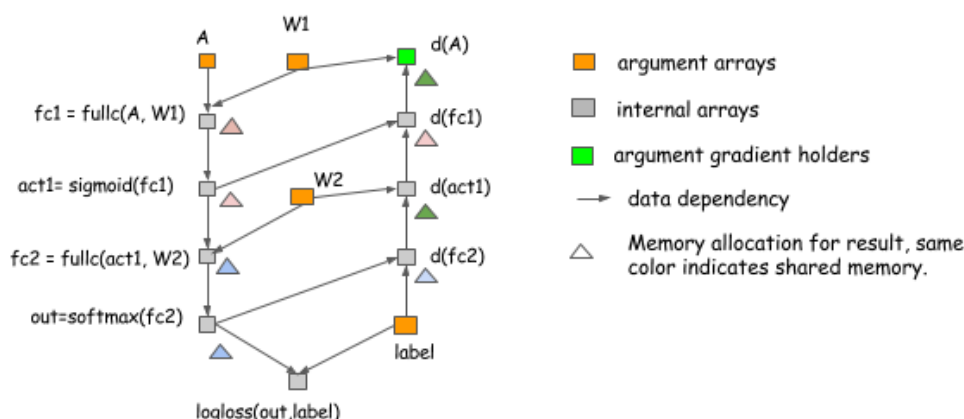 A
W1
d(A)
fc1 = fullc(A, W1)
d(fc1)
act1= sigmoid(fc1)
W2
d(act1)
fc2 = fullc(act1, W2)
d(fc2)
out=softmax(fc2)
label
logloss(out,label)
argument arrays
internal arrays
argument gradient holders
data dependency
Memory allocation for result, same
color indicates shared memory.